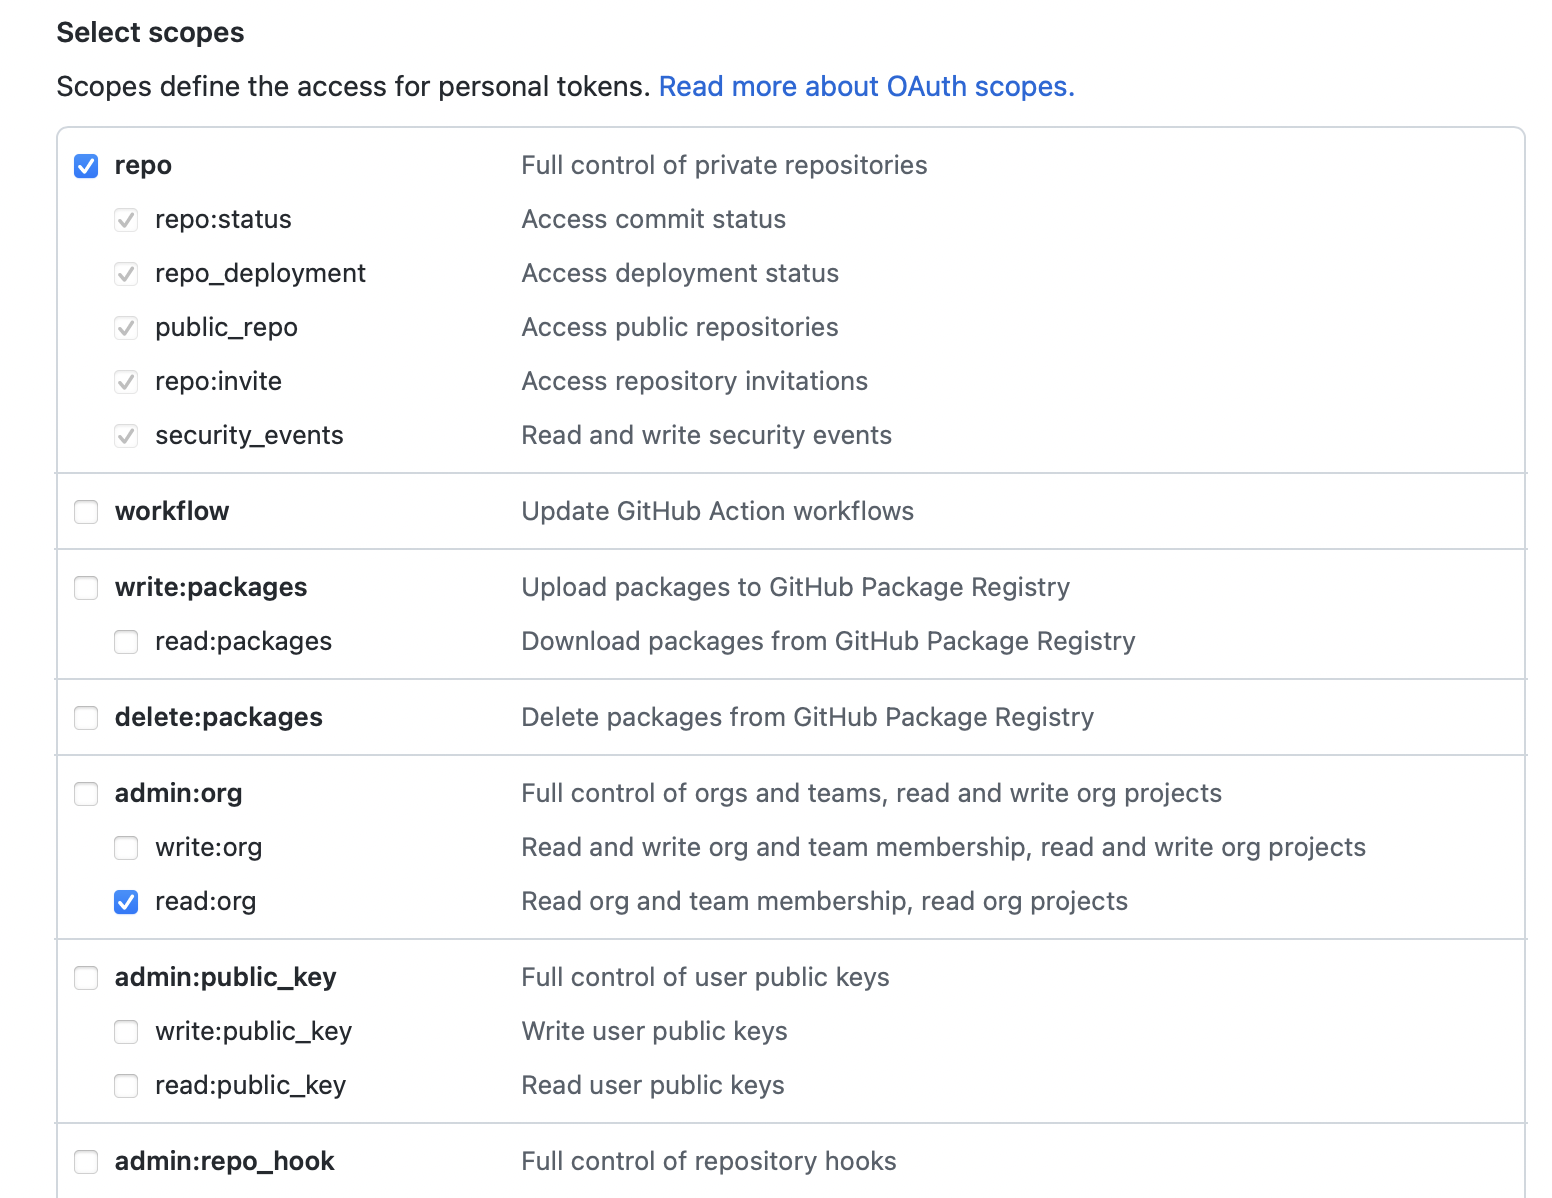 Select scopes
Scopes define the access for personal tokens. Read more about OAuth scopes.
repo Full control of private repositories
repo:status Access commit status
repo_deployment Access deployment status
public_repo Access public repositories
repo:invite Access repository invitations
security_events Read and write security events
workflow Update GitHub Action workflows
write:packages Upload packages to GitHub Package Registry
read:packages Download packages from GitHub Package Registry
delete:packages Delete packages from GitHub Package Registry
admin:org Full control of orgs and teams, read and write org projects
write:org Read and write org and team membership, read and write org projects
read:org Read org and team membership, read org projects
admin:public_key Full control of user public keys
write:public_key Write user public keys
read:public_key Read user public keys
admin:repo_hook Full control of repository hooks